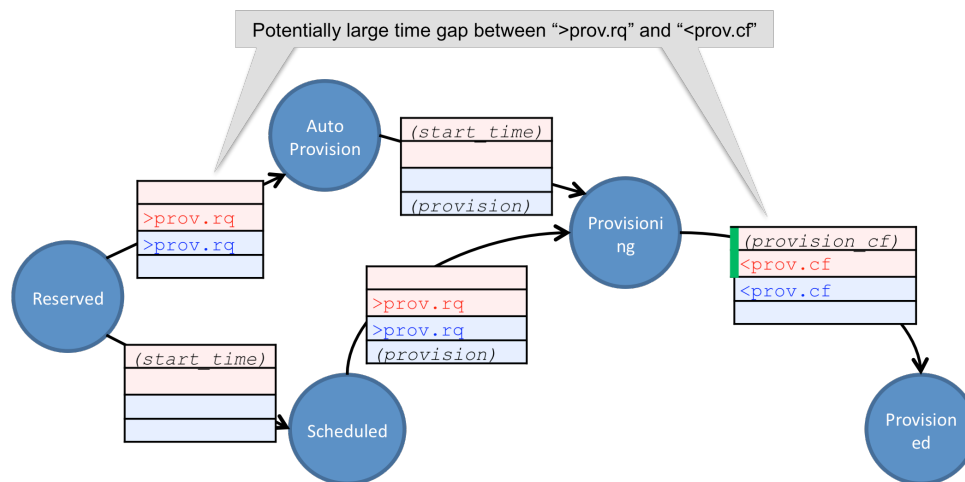 Potentially large time gap between “>prov.rq” and “<prov.cf”
Auto
Provision
(start_time)
(provision)
>prov.rq
>prov.rq
Provisioni
ng
(provision_cf)
<prov.cf
<prov.cf
Reserved
>prov.rq
>prov.rq
(provision)
(start_time)
Scheduled
Provision
ed